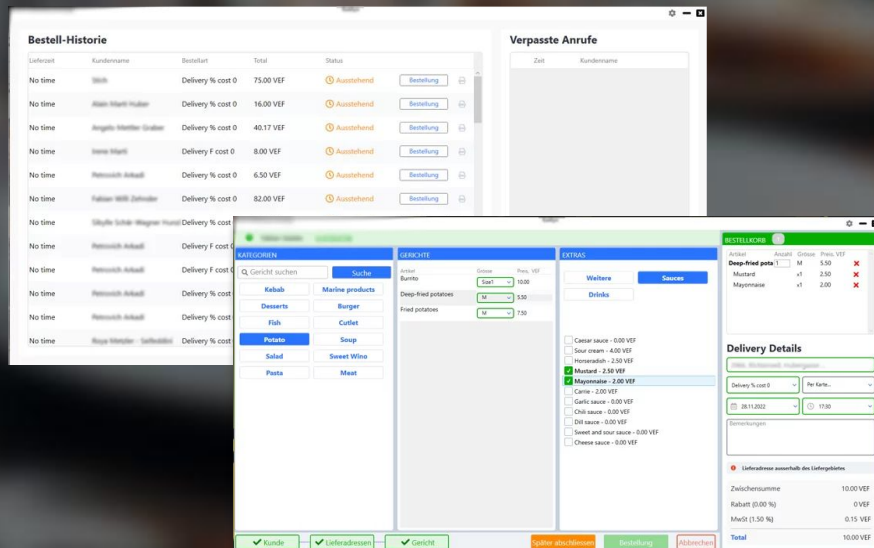 Bestell-Historie
Lieferzeit Kundenname Bestellart Total Status
No time Delivery % cost 0 75.00 VEF Ausstehend Bestellung
No time Delivery % cost 0 16.00 VEF Ausstehend Bestellung
No time Delivery % cost 0 40.17 VEF Ausstehend Bestellung
No time Delivery F cost 0 8.00 VEF Ausstehend Bestellung
No time Delivery % cost 0 6.50 VEF Ausstehend Bestellung
No time Delivery % cost 0 82.00 VEF Ausstehend Bestellung
No time Delivery % cost
No time Delivery F cost 0
No time Delivery F cost 0
No time Delivery % cost
No time Delivery % cost
No time Delivery % cost
Verpasste Anrufe
Zeit Kundenname
KATEGORIEN
Gericht suchen Suche
Kebab Marine products
Desserts Burger
Fish Cutlet
Potato Soup
Salad Sweet Wino
Pasta Meat
GERICHTE
Artikel Grösse Preis, VEF
Burrito Size1 10.00
Deep-fried potatoes M 5.50
Fried potatoes M 7.50
EXTRAS
Weitere Sauces
Drinks
Caesar sauce - 0.00 VEF
Sour cream - 4.00 VEF
Horseradish - 2.50 VEF
Mustard - 2.50 VEF
Mayonnaise - 2.00 VEF
Carrie - 2.00 VEF
Garlic sauce - 0.00 VEF
Chili sauce - 0.00 VEF
Dill sauce - 0.00 VEF
Sweet and sour sauce - 0.00 VEF
Cheese sauce - 0.00 VEF
BESTELLKORB
Artikel Anzahl Grösse Preis, VEF
Deep-fried pota 1 M 5.50
Mustard x1 2.50
Mayonnaise x1 2.00
Delivery Details
Delivery % cost 0 Per Karte...
28.11.2022 17:30
Bemerkungen
Lieferadresse ausserhalb des Liefergebietes
Zwischensumme 10.00 VEF
Rabatt (0.00 %) 0 VEF
MwSt (1.50 %) 0.15 VEF
Total 10.00 VEF
Kunde Lieferadressen Gericht Später abschliessen Bestellung Abbrechen